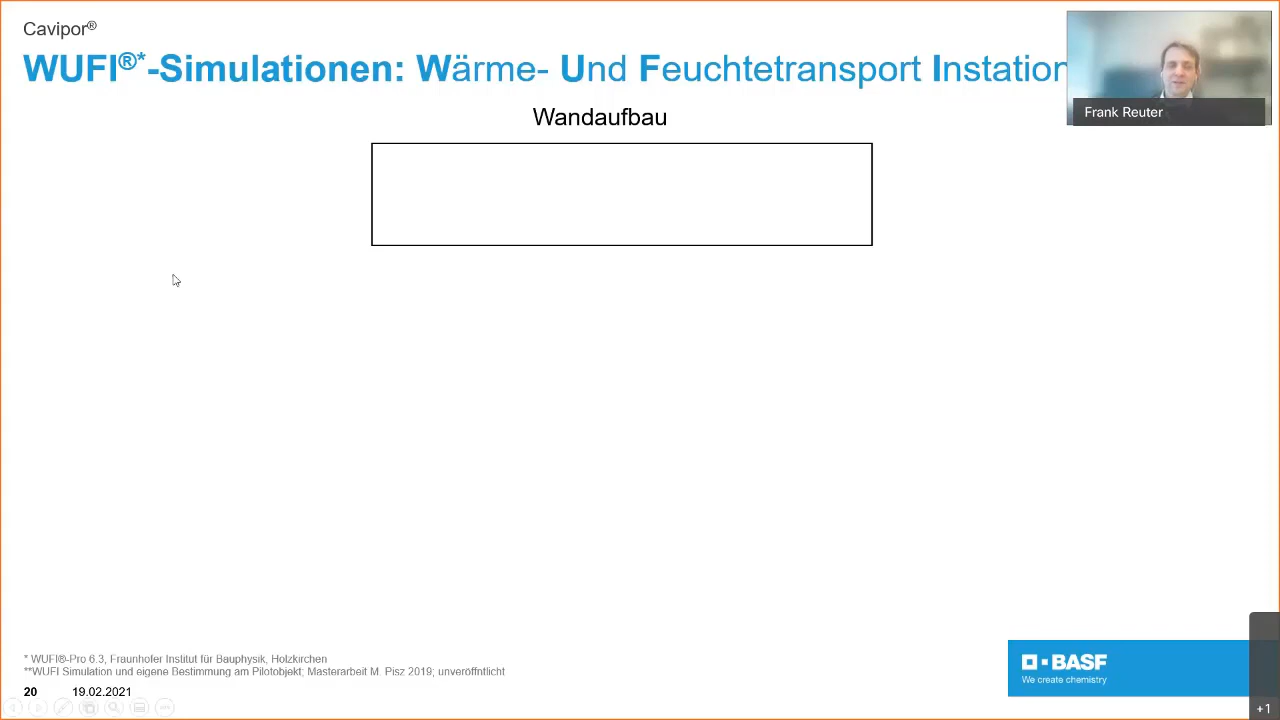 Cavipor®
WUFI®*-Simulationen: Wärme- Und Feuchtetransport Instation
Frank Reuter
Wandaufbau
* WUFI®-Pro 6.3, Fraunhofer Institut für Bauphysik, Holzkirchen
**WUFI Simulation und eigene Bestimmung am Pilotobjekt; Masterarbeit M. Pisz 2019; unveröffntlicht
20 19.02.2021
BASF
We create chemistry
+1